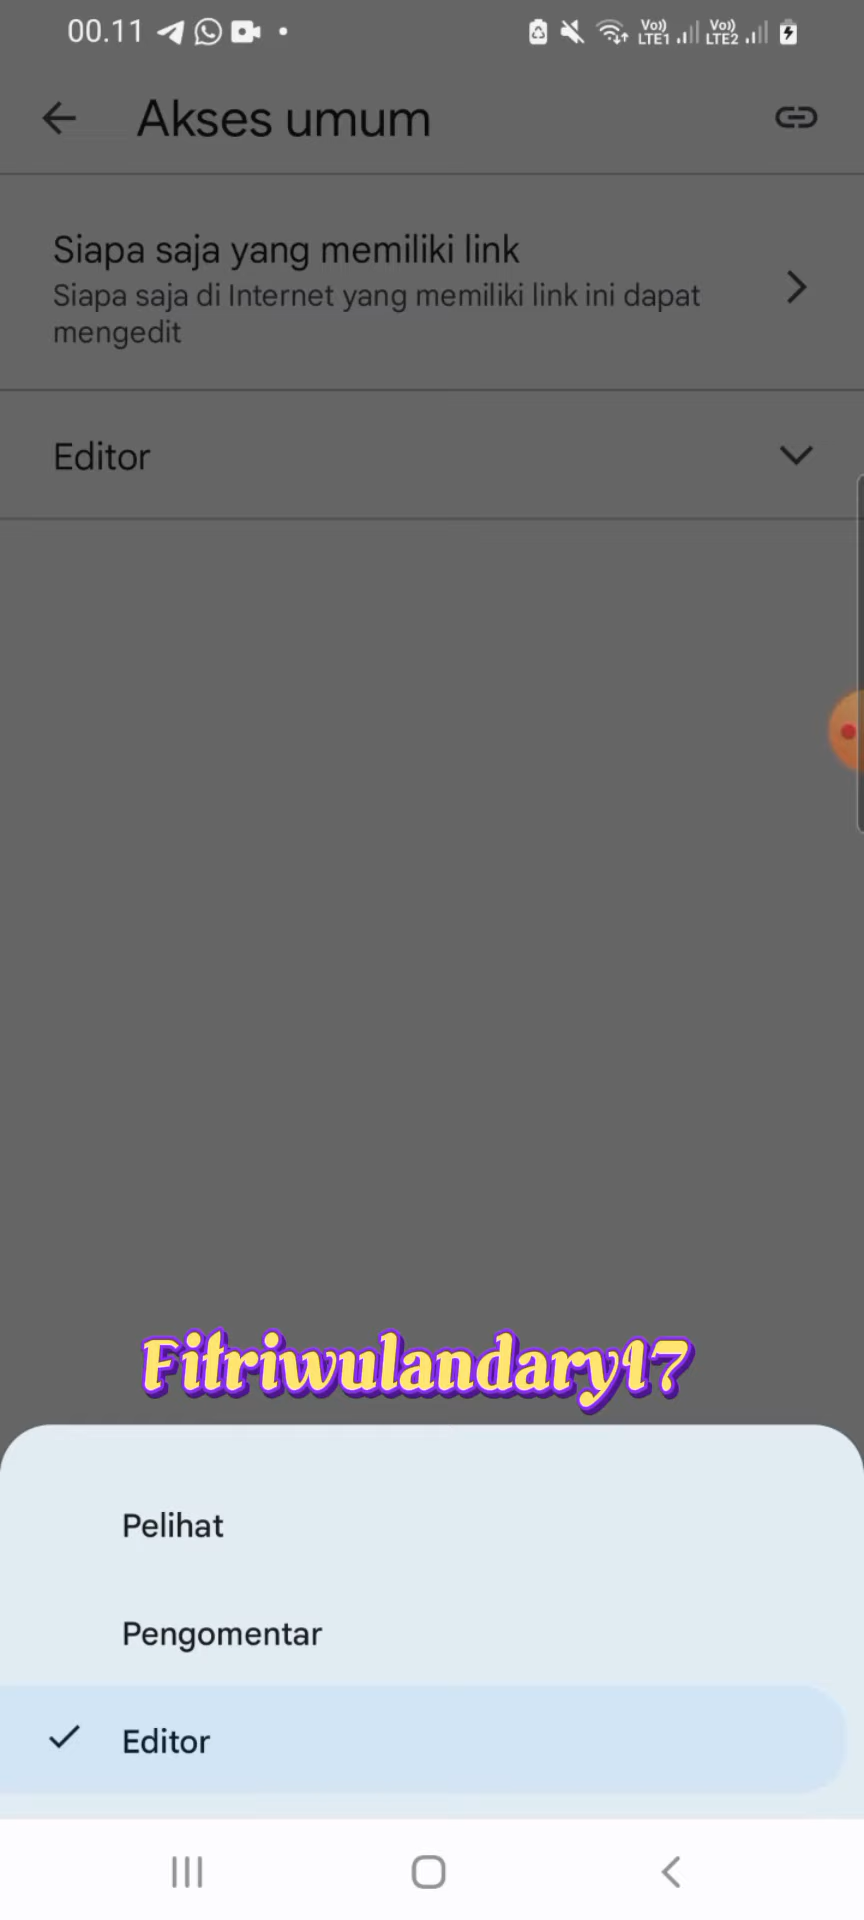 00.11
Vo)) LTE1 Vo)) LTE2
Akses umum
Siapa saja yang memiliki link
Siapa saja di Internet yang memiliki link ini dapat
mengedit
Editor
Fitriwulandary17
Pelihat
Pengomentar
Editor